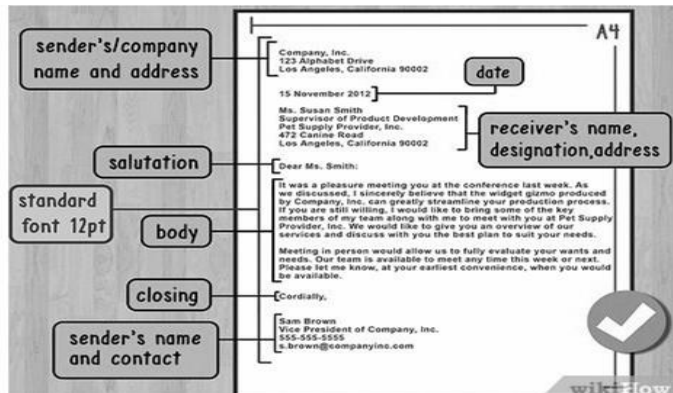 A4
sender's/company
name and address
Company, Inc.
123 Alphabet Drive
Los Angeles, California 90002
date
15 November 2012
Ms. Susan Smith
Supervisor of Product Development
Pet Supply Provider, Inc.
472 Canine Road
Los Angeles, California 90002
receiver's name,
designation,address
salutation
Dear Ms. Smith:
standard
font 12pt
body
It was a pleasure meeting you at the conference last week. As
we discussed, I sincerely believe that the widget gizmo produced
by Company, Inc. can greatly streamline your production process.
If you are still willing, I would like to bring some of the key
members of my team along with me to meet with you at Pet Supply
Provider, Inc. We would like to give you an overview of our
services and discuss with you the best plan to suit your needs.
Meeting in person would allow us to fully evaluate your wants and
needs. Our team is available to meet any time this week or next.
Please let me know, at your earliest convenience, when you would
be available.
closing
Cordially,
sender's name
and contact
Sam Brown
Vice President of Company, Inc.
555-555-5555
s.brown@companyinc.com
wikiHow